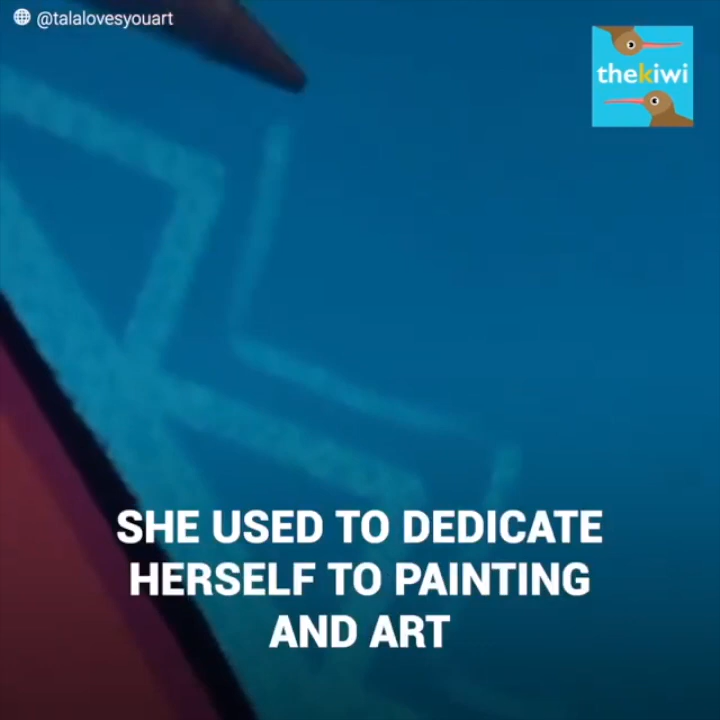 @talalovesyouart
thekiwi
SHE USED TO DEDICATE
HERSELF TO PAINTING
AND ART